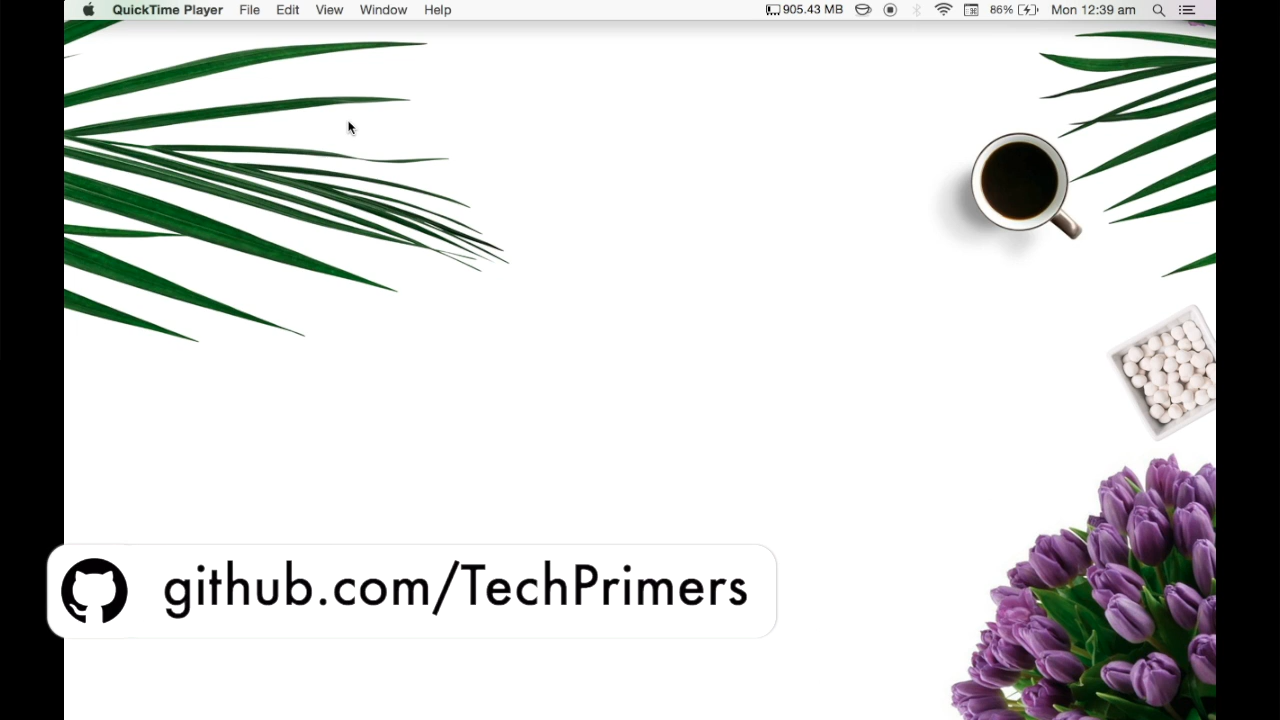 QuickTime Player File Edit View Window Help 905.43 MB 86% Mon 12:39 am
github.com/TechPrimers